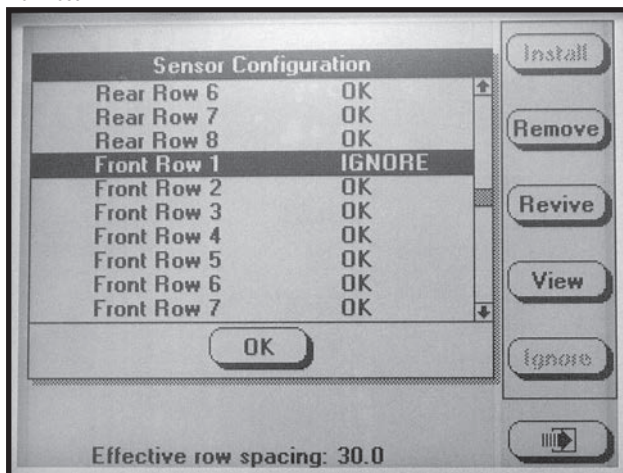 Sensor Configuration
Rear Row 6 OK
Rear Row 7 OK
Rear Row 8 OK
Front Row 1 IGNORE
Front Row 2 OK
Front Row 3 OK
Front Row 4 OK
Front Row 5 OK
Front Row 6 OK
Front Row 7 OK
OK
Effective row spacing: 30.0
Install
Remove
Revive
View
Ignore